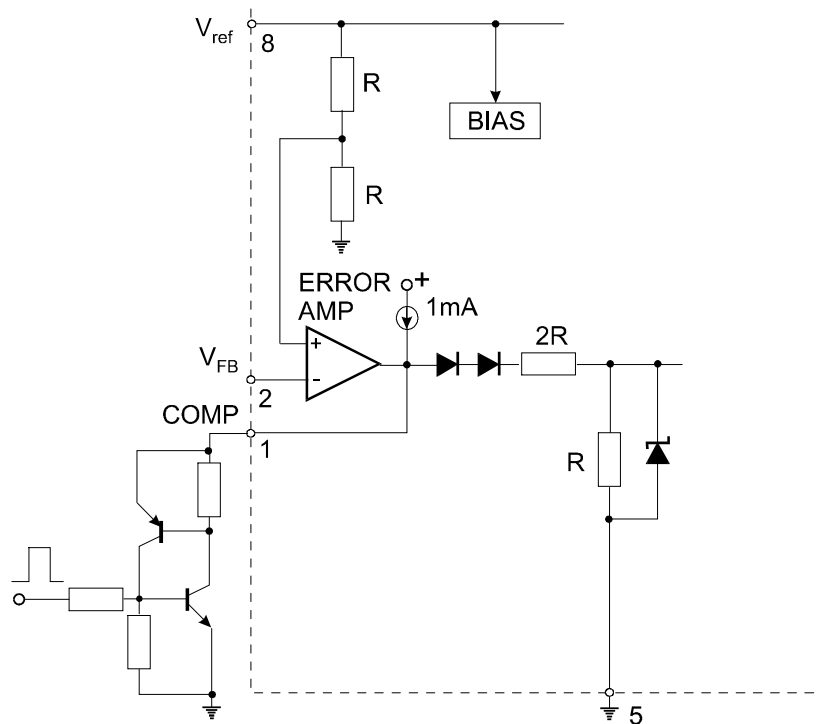 V_ref
8
R
BIAS
R
ERROR
AMP
+
1mA
2R
+
-
V_FB
2
COMP
1
R
5